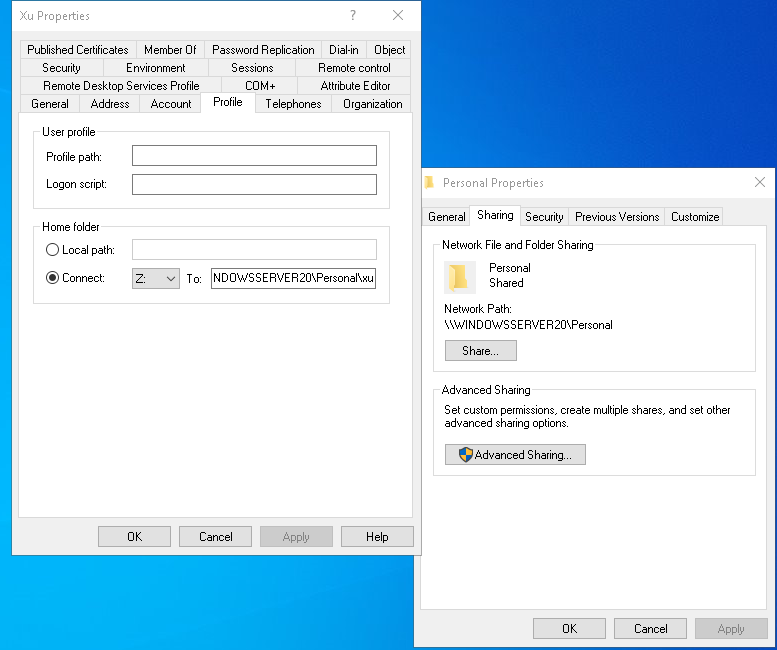 Xu Properties
?
Published Certificates Member Of Password Replication Dial-in Object
Security Environment Sessions Remote control
Remote Desktop Services Profile COM+ Attribute Editor
General Address Account Profile Telephones Organization
User profile
Profile path:
Logon script:
Home folder
Local path:
Connect: Z: To: NDOWSSERVER20\Personal\xu
OK Cancel Apply Help
Personal Properties
General Sharing Security Previous Versions Customize
Network File and Folder Sharing
Personal
Shared
Network Path:
\\WINDOWSSERVER20\Personal
Share...
Advanced Sharing
Set custom permissions, create multiple shares, and set other
advanced sharing options.
Advanced Sharing...
OK Cancel Apply